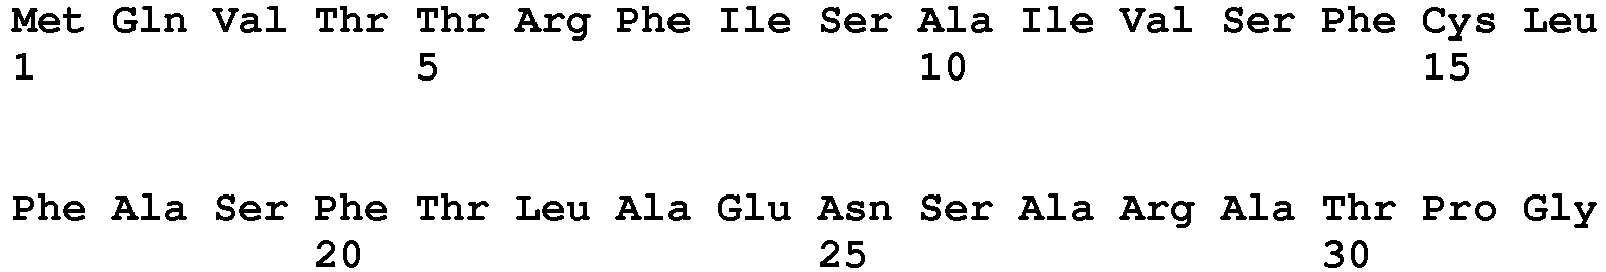 Met Gln Val Thr Thr Arg Phe Ile Ser Ala Ile Val Ser Phe Cys Leu
1 5 10 15
Phe Ala Ser Phe Thr Leu Ala Glu Asn Ser Ala Arg Ala Thr Pro Gly
20 25 30